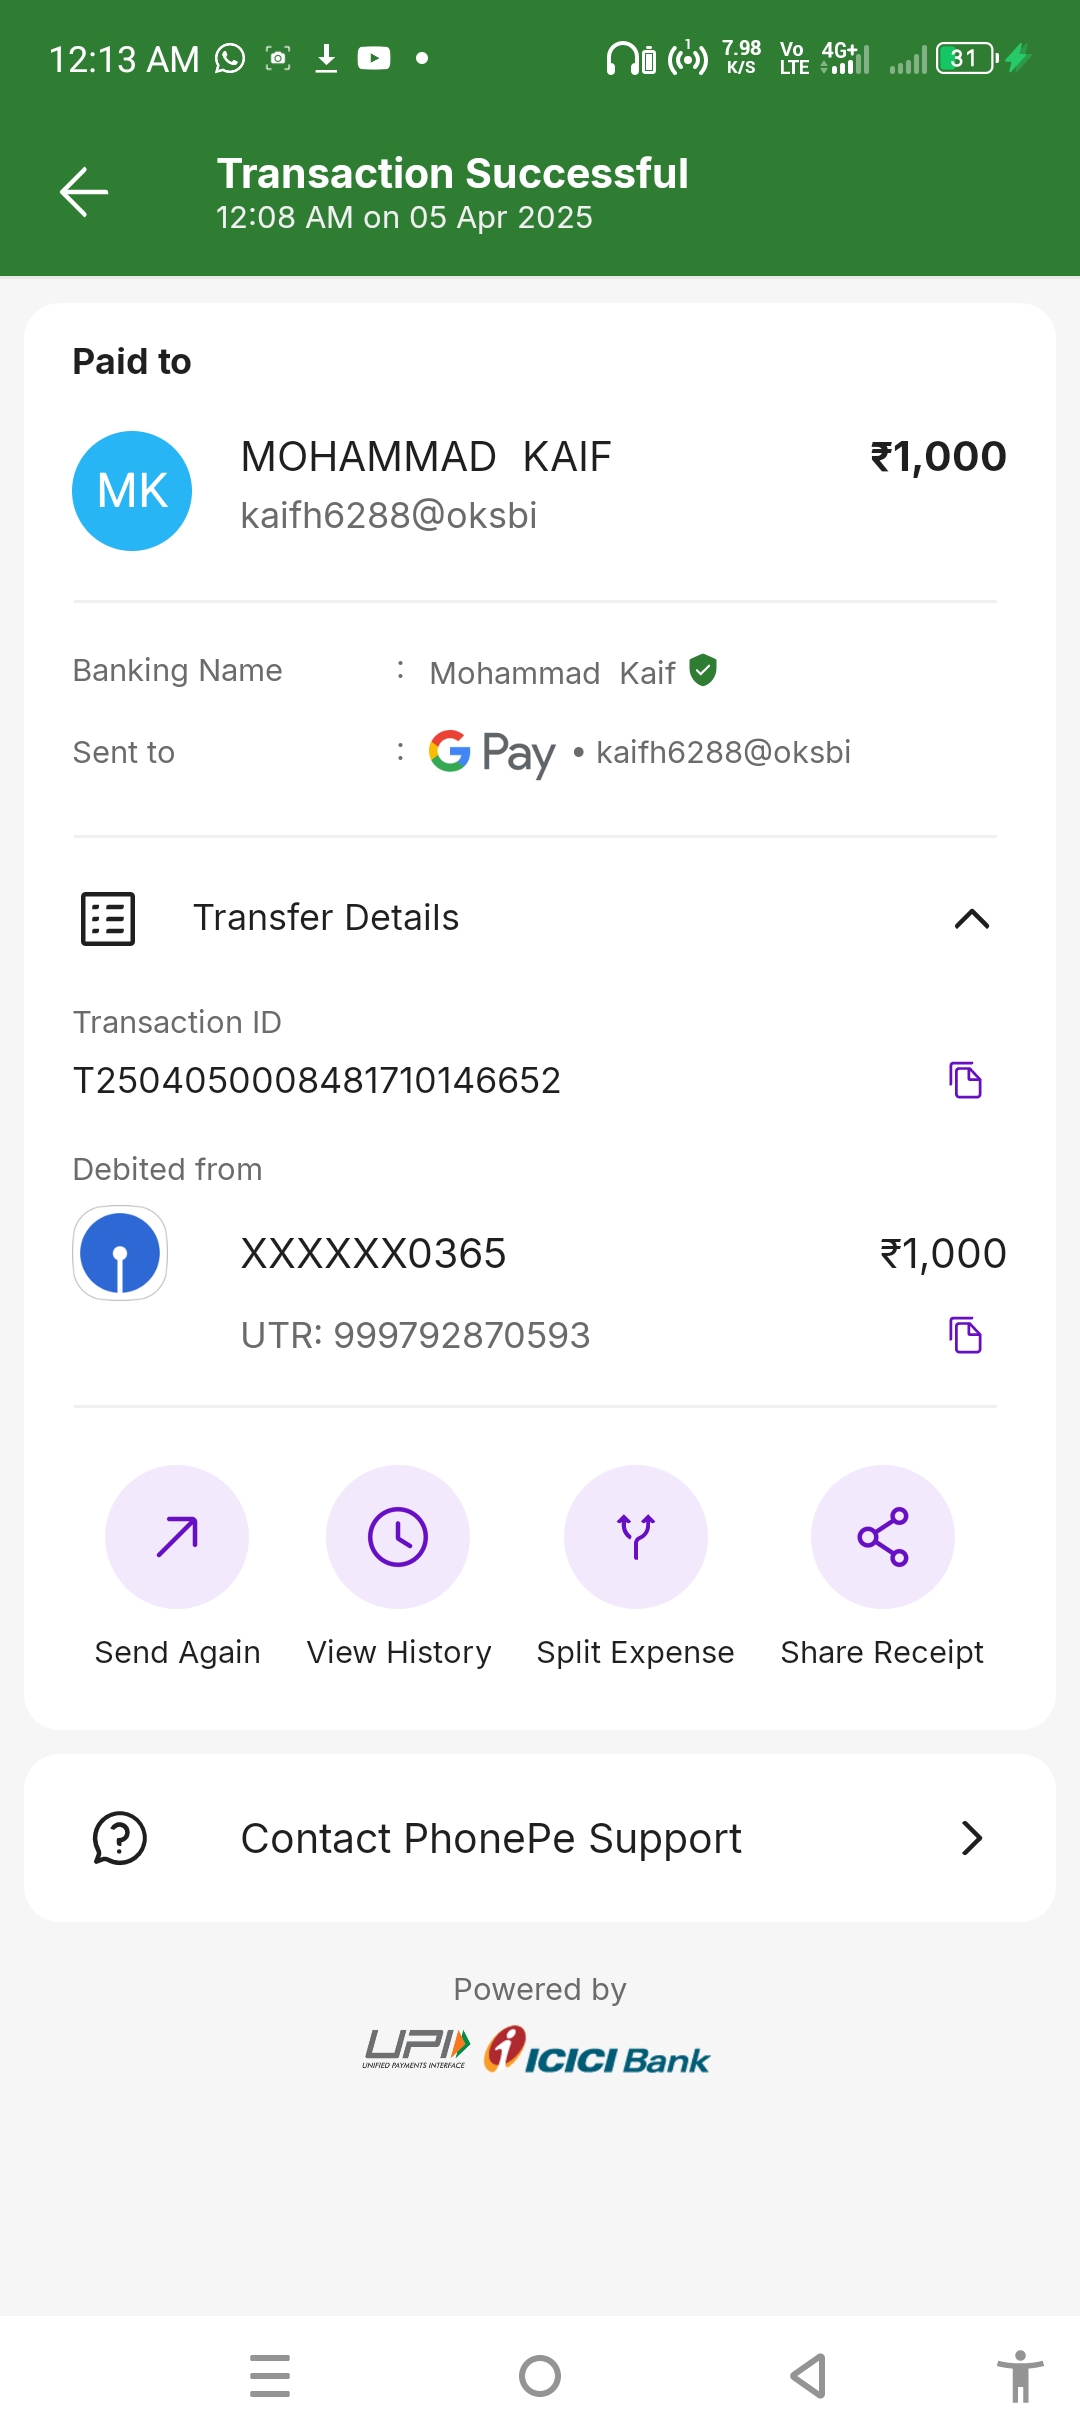 12:13 AM 1 7.98 K/S Vo LTE 4G+ 31
Transaction Successful
12:08 AM on 05 Apr 2025
Paid to
MK MOHAMMAD KAIF ₹1,000
kaifh6288@oksbi
Banking Name : Mohammad Kaif
Sent to : G Pay • kaifh6288@oksbi
Transfer Details
Transaction ID
T2504050008481710146652
Debited from
XXXXXX0365 ₹1,000
UTR: 999792870593
Send Again View History Split Expense Share Receipt
Contact PhonePe Support
Powered by
UPI ICICI Bank
UNIFIED PAYMENTS INTERFACE